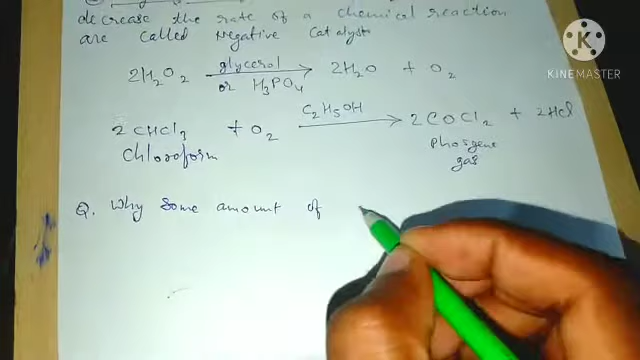 decrease the rate of a chemical reaction
are called Negative Catalysts
2H₂O₂ glycerol or H₃PO₄ → 2H₂O + O₂
2CHCl₃ + O₂ C₂H₅OH → 2COCl₂ + 2HCl
Chloroform phosgene gas
Q. Why Some amount of
KINEMASTER